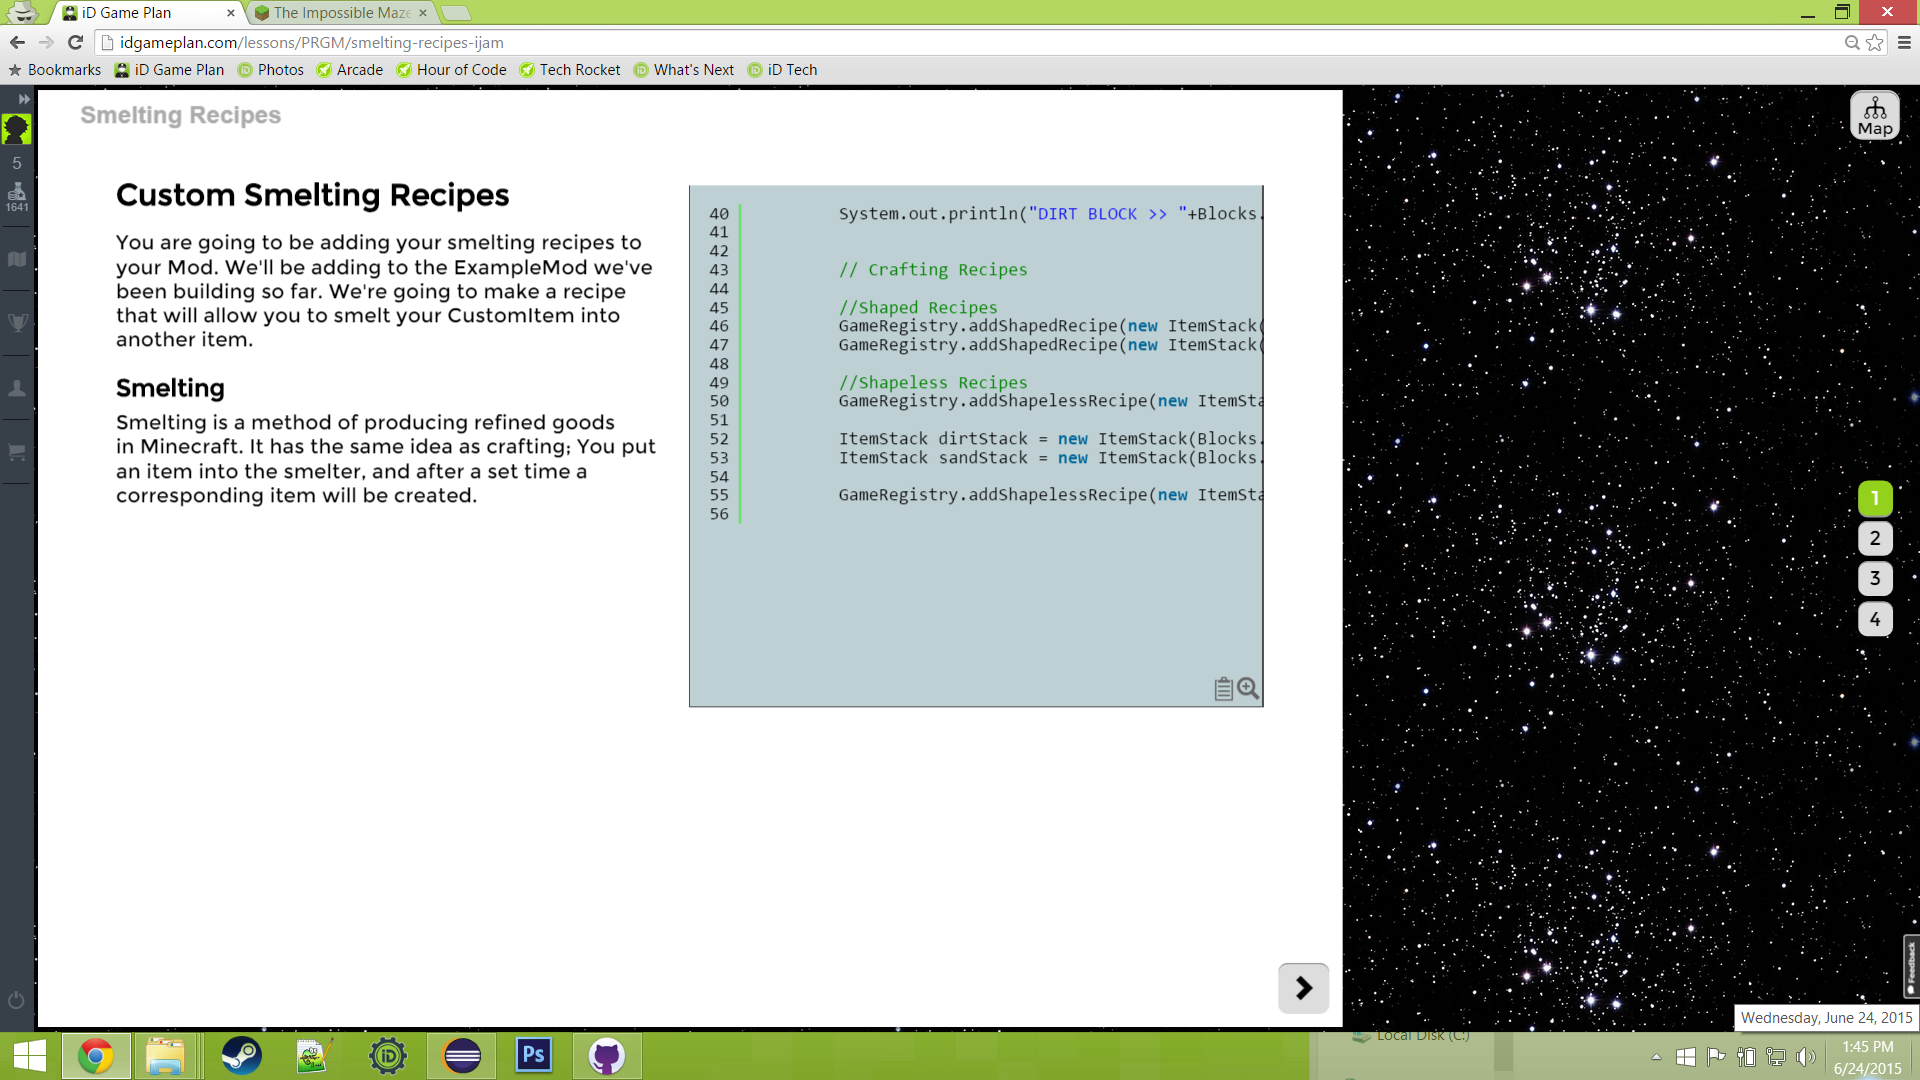 iD Game Plan
The Impossible Maze
idgameplan.com/lessons/PRGM/smelting-recipes-ijam
Bookmarks iD Game Plan Photos Arcade Hour of Code Tech Rocket What's Next iD Tech
Smelting Recipes
Map
5
1641
Custom Smelting Recipes
You are going to be adding your smelting recipes to
your Mod. We'll be adding to the ExampleMod we've
been building so far. We're going to make a recipe
that will allow you to smelt your CustomItem into
another item.
Smelting
Smelting is a method of producing refined goods
in Minecraft. It has the same idea as crafting; You put
an item into the smelter, and after a set time a
corresponding item will be created.
40 System.out.println("DIRT BLOCK >> "+Blocks.
41
42
43 // Crafting Recipes
44
45 //Shaped Recipes
46 GameRegistry.addShapedRecipe(new ItemStack(
47 GameRegistry.addShapedRecipe(new ItemStack(
48
49 //Shapeless Recipes
50 GameRegistry.addShapelessRecipe(new ItemSta
51
52 ItemStack dirtStack = new ItemStack(Blocks.
53 ItemStack sandStack = new ItemStack(Blocks.
54
55 GameRegistry.addShapelessRecipe(new ItemSta
56
1
2
3
4
Feedback
Wednesday, June 24, 2015
Local Disk (C:)
iD
Ps
1:45 PM
6/24/2015